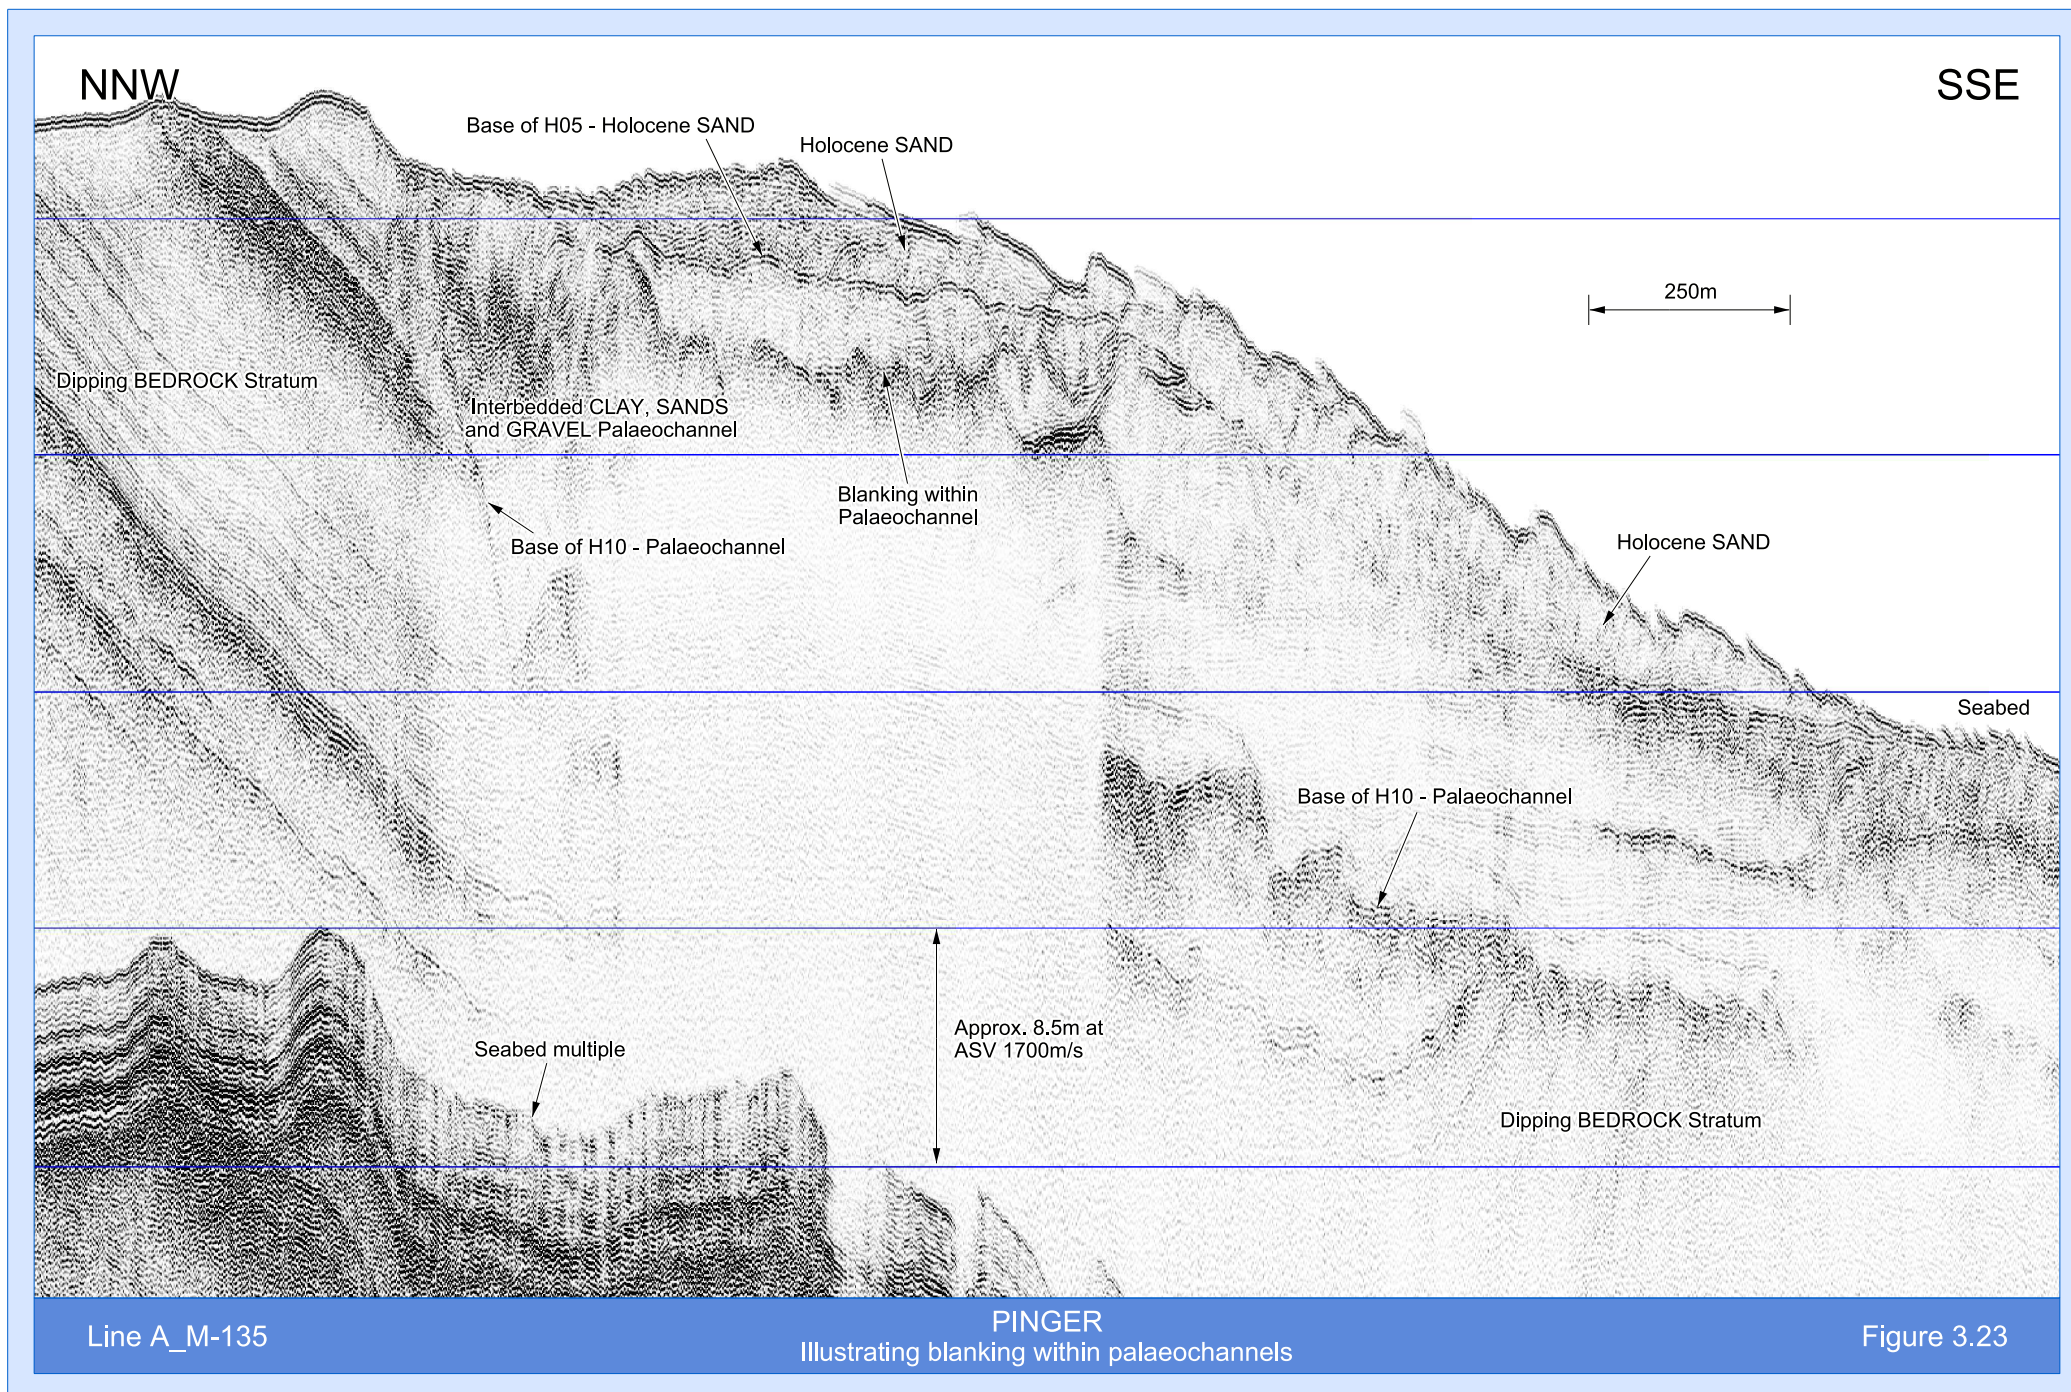 NNW
SSE
Base of H05 - Holocene SAND
Holocene SAND
250m
Dipping BEDROCK Stratum
Interbedded CLAY, SANDS
and GRAVEL Palaeochannel
Blanking within
Palaeochannel
Base of H10 - Palaeochannel
Holocene SAND
Seabed
Base of H10 - Palaeochannel
Approx. 8.5m at
ASV 1700m/s
Seabed multiple
Dipping BEDROCK Stratum
Line A_M-135
PINGER
Illustrating blanking within palaeochannels
Figure 3.23